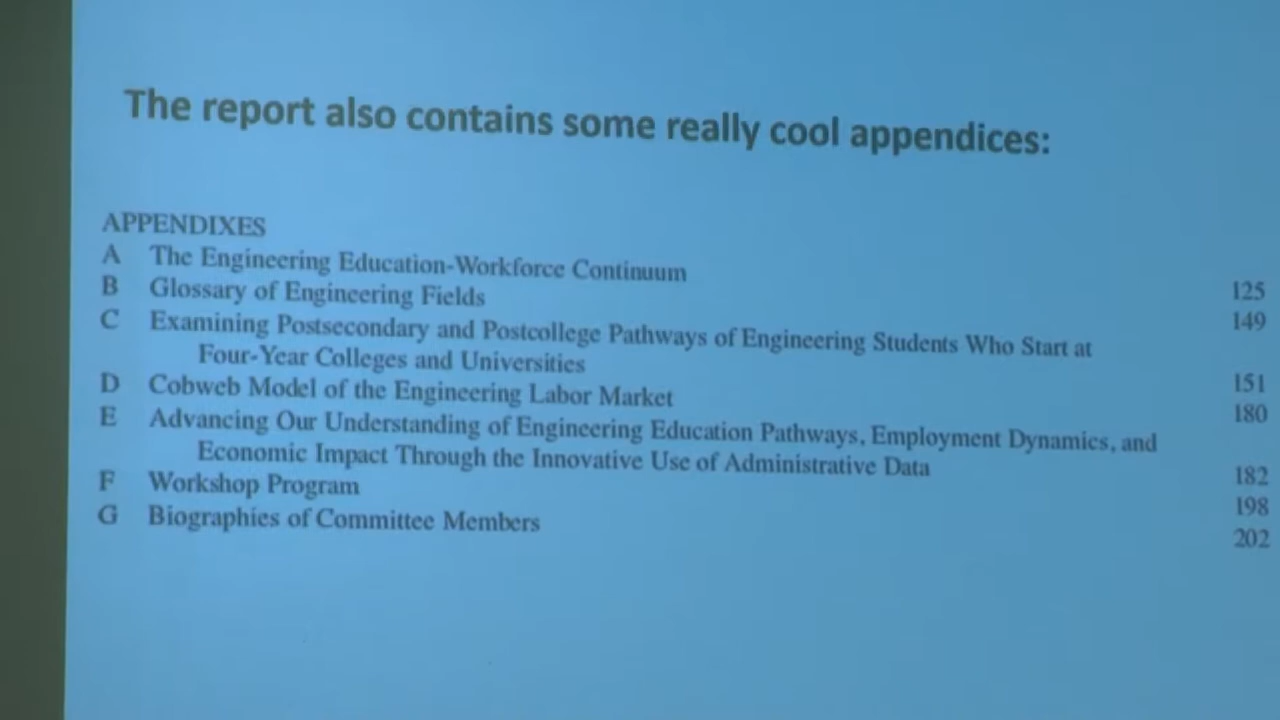 The report also contains some really cool appendices:
APPENDIXES
A The Engineering Education-Workforce Continuum 125
B Glossary of Engineering Fields 149
C Examining Postsecondary and Postcollege Pathways of Engineering Students Who Start at
Four-Year Colleges and Universities 151
D Cobweb Model of the Engineering Labor Market 180
E Advancing Our Understanding of Engineering Education Pathways, Employment Dynamics, and
Economic Impact Through the Innovative Use of Administrative Data 182
F Workshop Program 198
G Biographies of Committee Members 202